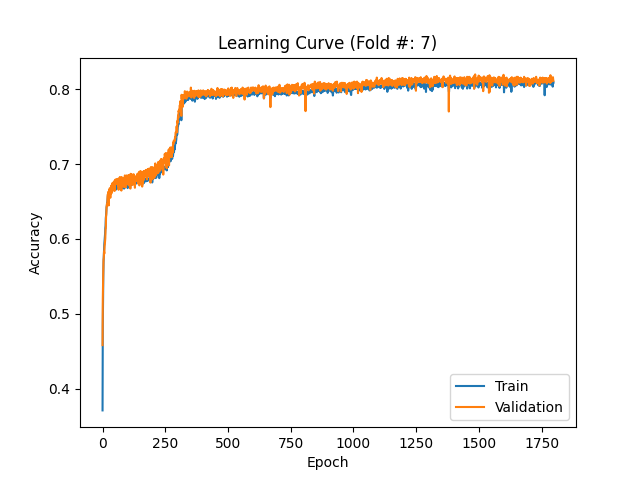 Learning Curve (Fold #: 7)
Accuracy
0.8
0.7
0.6
0.5
0.4
0 250 500 750 1000 1250 1500 1750
Epoch
Train
Validation